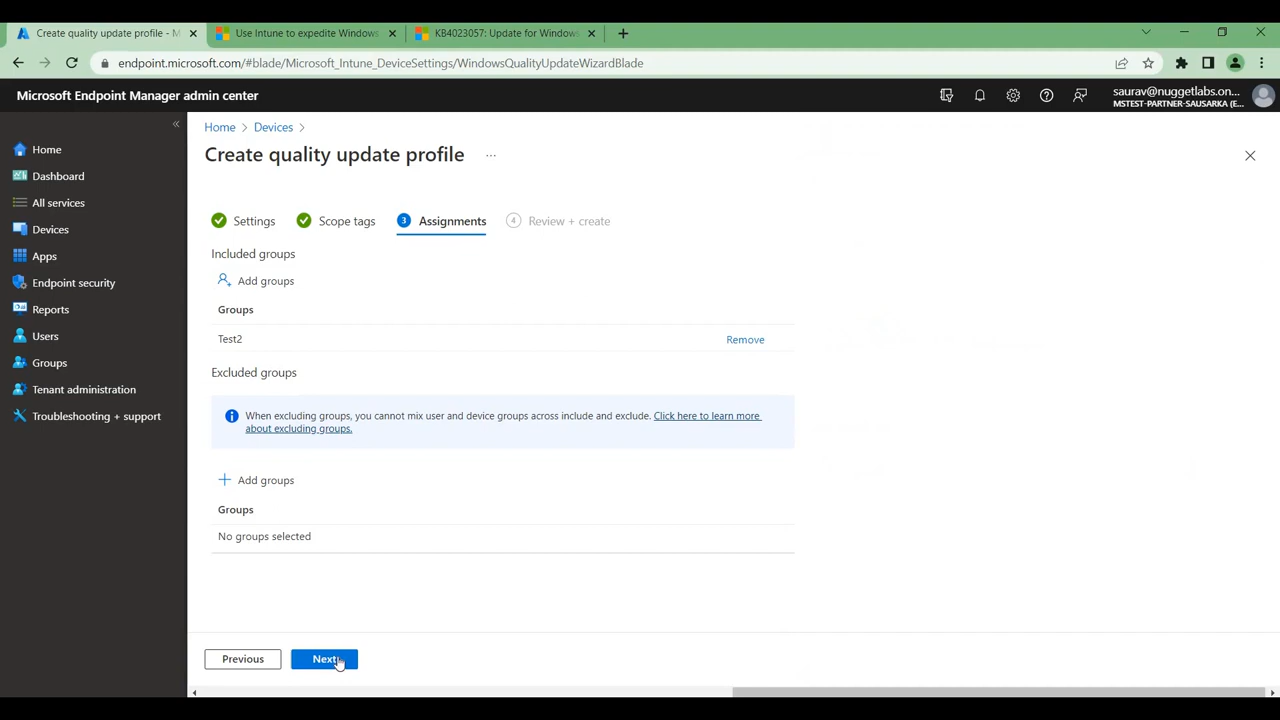 Create quality update profile - M
Use Intune to expedite Windows
KB4023057: Update for Windows
endpoint.microsoft.com/#blade/Microsoft_Intune_DeviceSettings/WindowsQualityUpdateWizardBlade
Microsoft Endpoint Manager admin center
saurav@nuggetlabs.on...
MSTEST-PARTNER-SAUSARKA (E...
Home
Dashboard
All services
Devices
Apps
Endpoint security
Reports
Users
Groups
Tenant administration
Troubleshooting + support
Home > Devices >
Create quality update profile ...
Settings
Scope tags
3 Assignments
4 Review + create
Included groups
Add groups
Groups
Test2 Remove
Excluded groups
When excluding groups, you cannot mix user and device groups across include and exclude. Click here to learn more
about excluding groups.
Add groups
Groups
No groups selected
Previous
Next